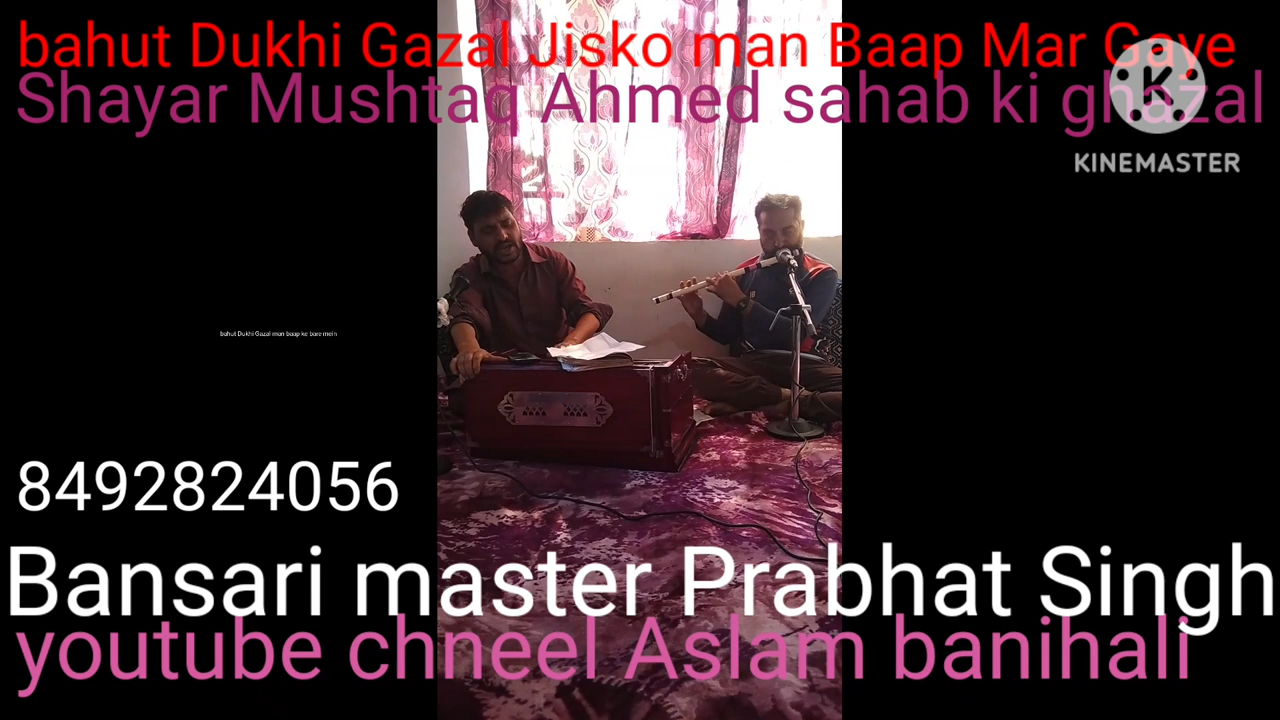 bahut Dukhi Gazal Jisko man Baap Mar Gaye
Shayar Mushtaq Ahmed sahab ki ghazal
KINEMASTER
bahut Dukhi Gazal man baap ke bare mein
8492824056
Bansari master Prabhat Singh
youtube chneel Aslam banihali